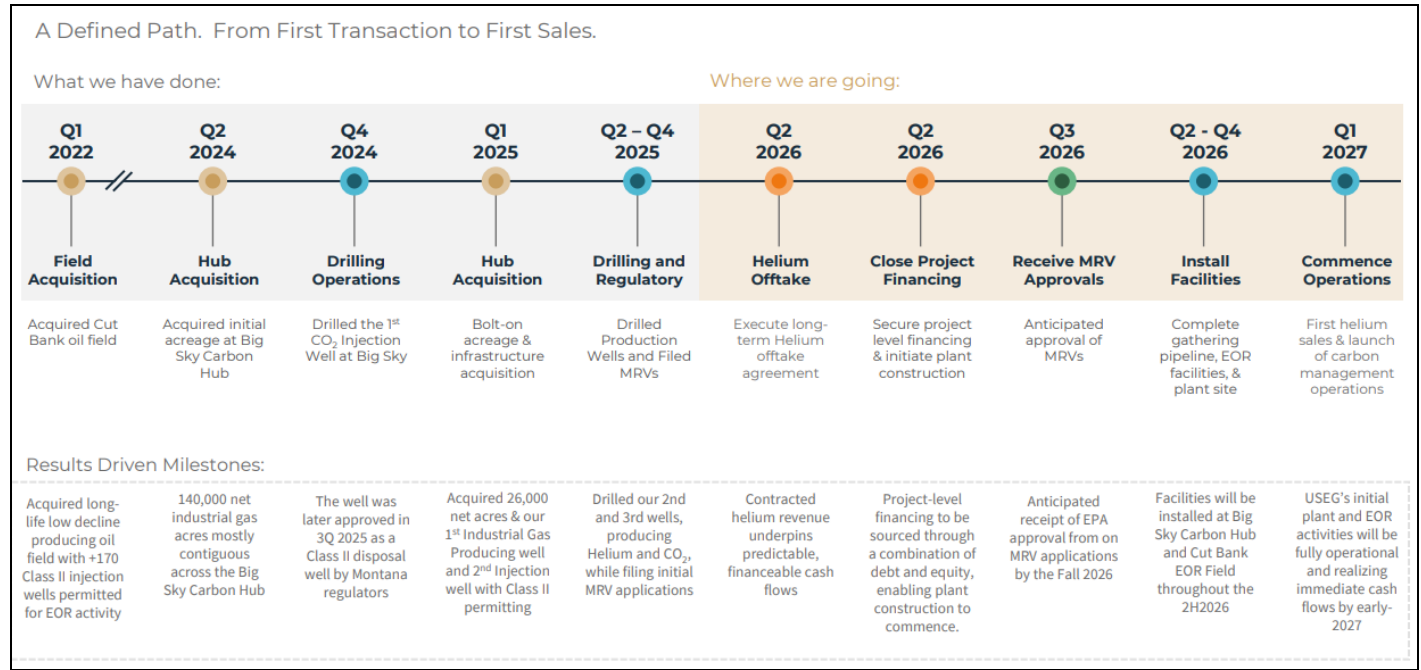 A Defined Path. From First Transaction to First Sales.
What we have done:
Where we are going:
Q1
2022
Q2
2024
Q4
2024
Q1
2025
Q2 – Q4
2025
Q2
2026
Q2
2026
Q3
2026
Q2 - Q4
2026
Q1
2027
Field
Acquisition
Hub
Acquisition
Drilling
Operations
Hub
Acquisition
Drilling and
Regulatory
Helium
Offtake
Close Project
Financing
Receive MRV
Approvals
Install
Facilities
Commence
Operations
Acquired Cut
Bank oil field
Acquired initial
acreage at Big
Sky Carbon
Hub
Drilled the 1st
CO2 Injection
Well at Big Sky
Bolt-on
acreage &
infrastructure
acquisition
Drilled
Production
Wells and Filed
MRVs
Execute long-
term Helium
offtake
agreement
Secure project
level financing
& initiate plant
construction
Anticipated
approval of
MRVs
Complete
gathering
pipeline, EOR
facilities, &
plant site
First helium
sales & launch
of carbon
management
operations
Results Driven Milestones:
Acquired long-
life low decline
producing oil
field with +170
Class II injection
wells permitted
for EOR activity
140,000 net
industrial gas
acres mostly
contiguous
across the Big
Sky Carbon Hub
The well was
later approved in
3Q 2025 as a
Class II disposal
well by Montana
regulators
Acquired 26,000
net acres & our
1st Industrial Gas
Producing well
and 2nd Injection
well with Class II
permitting
Drilled our 2nd
and 3rd wells,
producing
Helium and CO2,
while filing initial
MRV applications
Contracted
helium revenue
underpins
predictable,
financeable cash
flows
Project-level
financing to be
sourced through
a combination of
debt and equity,
enabling plant
construction to
commence.
Anticipated
receipt of EPA
approval from on
MRV applications
by the Fall 2026
Facilities will be
installed at Big
Sky Carbon Hub
and Cut Bank
EOR Field
throughout the
2H2026
USEG's initial
plant and EOR
activities will be
fully operational
and realizing
immediate cash
flows by early-
2027